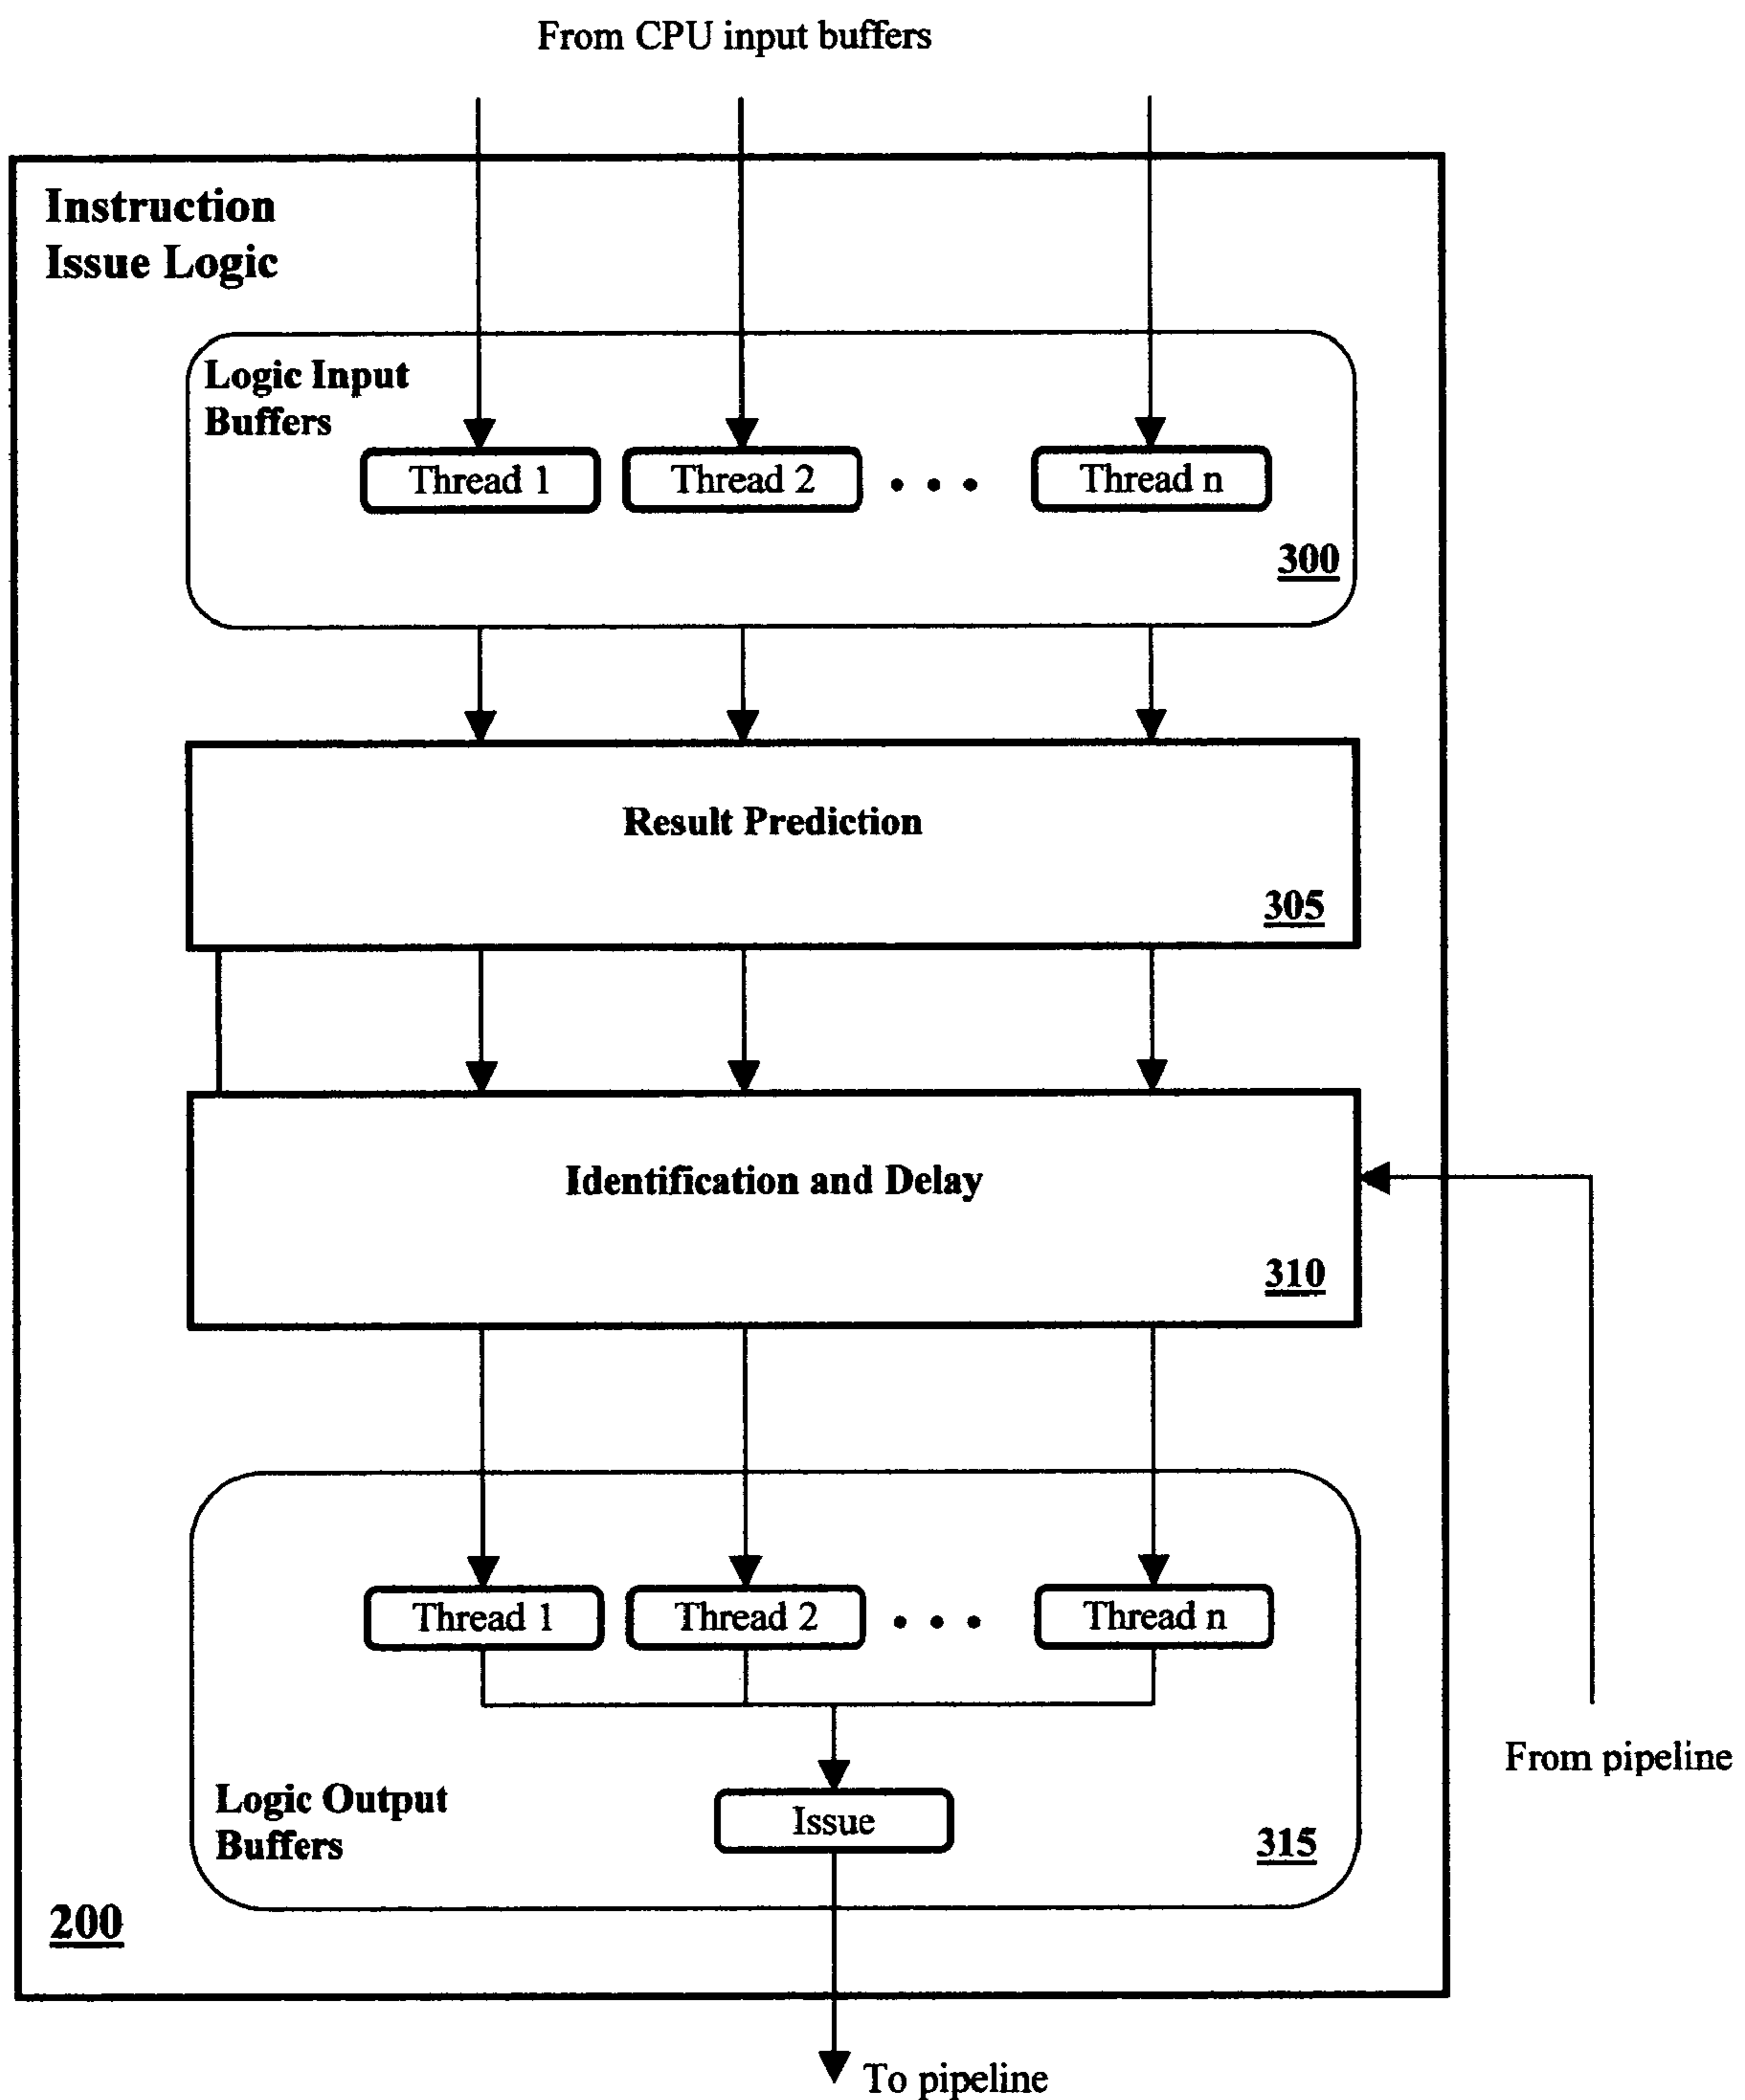 From CPU input buffers
Instruction
Issue Logic
Logic Input
Buffers
Thread 1
Thread 2
• • •
Thread n
300
Result Prediction
305
Identification and Delay
310
Thread 1
Thread 2
• • •
Thread n
From pipeline
Logic Output
Buffers
Issue
315
200
To pipeline